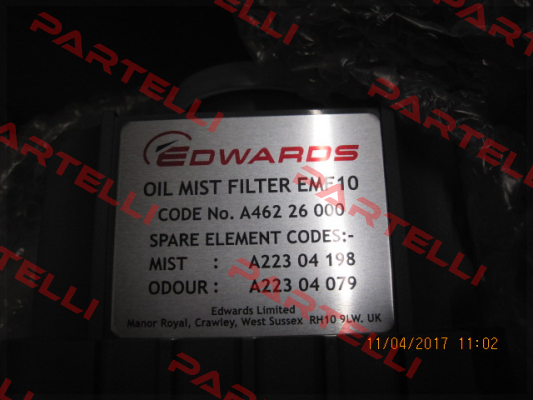 PARTELLI
PARTELLI
PARTELLI
EDWARDS
OIL MIST FILTER EMF10
CODE No. A462 26 000
SPARE ELEMENT CODES:-
MIST : A223 04 198
ODOUR : A223 04 079
Edwards Limited
Manor Royal, Crawley, West Sussex RH10 9LW. UK
PARTELLI
PARTELLI
11/04/2017 11:02
PARTELLI
PARTELLI